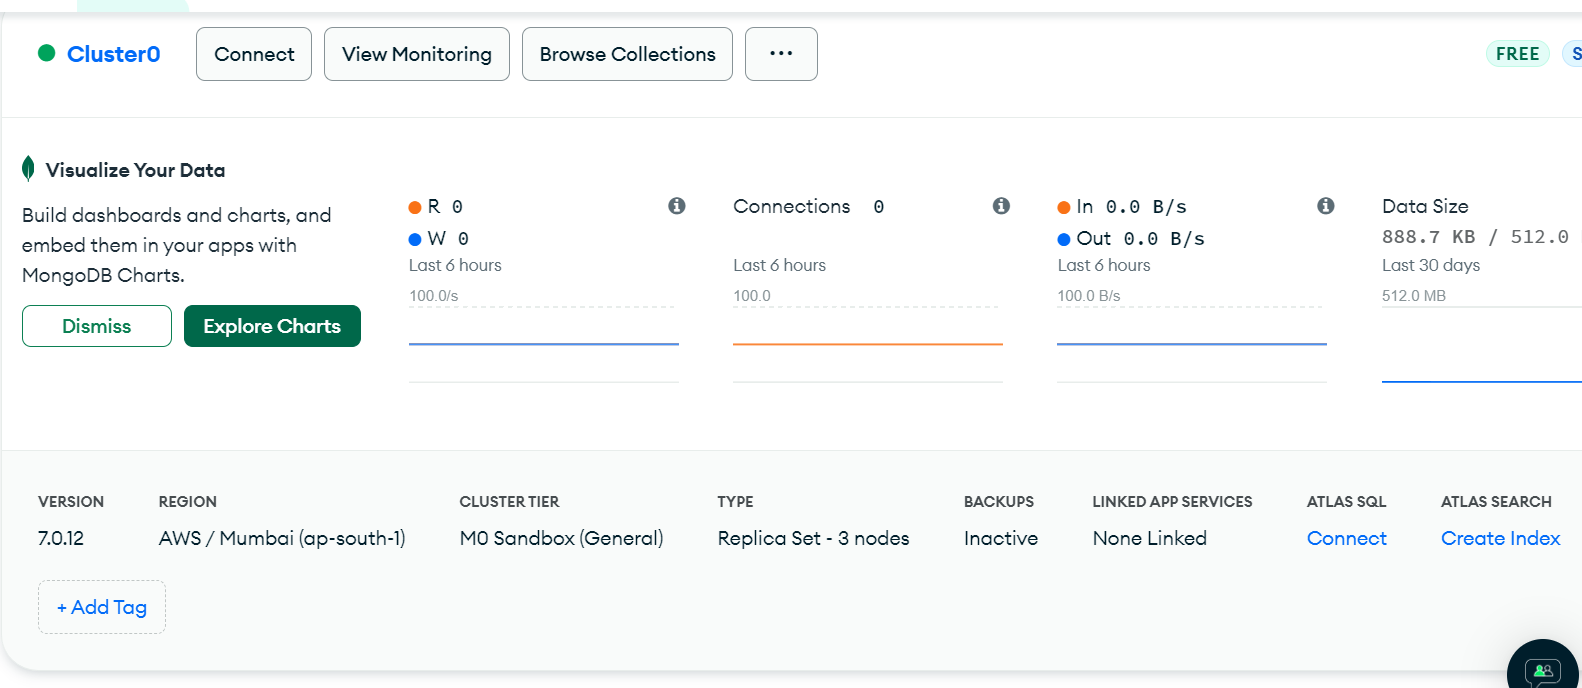 Cluster0
Connect
View Monitoring
Browse Collections
...
FREE
Visualize Your Data
Build dashboards and charts, and
embed them in your apps with
MongoDB Charts.
Dismiss
Explore Charts
R 0
W 0
Last 6 hours
100.0/s
Connections 0
Last 6 hours
100.0
In 0.0 B/s
Out 0.0 B/s
Last 6 hours
100.0 B/s
Data Size
888.7 KB / 512.0
Last 30 days
512.0 MB
VERSION
7.0.12
REGION
AWS / Mumbai (ap-south-1)
CLUSTER TIER
M0 Sandbox (General)
TYPE
Replica Set - 3 nodes
BACKUPS
Inactive
LINKED APP SERVICES
None Linked
ATLAS SQL
Connect
ATLAS SEARCH
Create Index
+ Add Tag